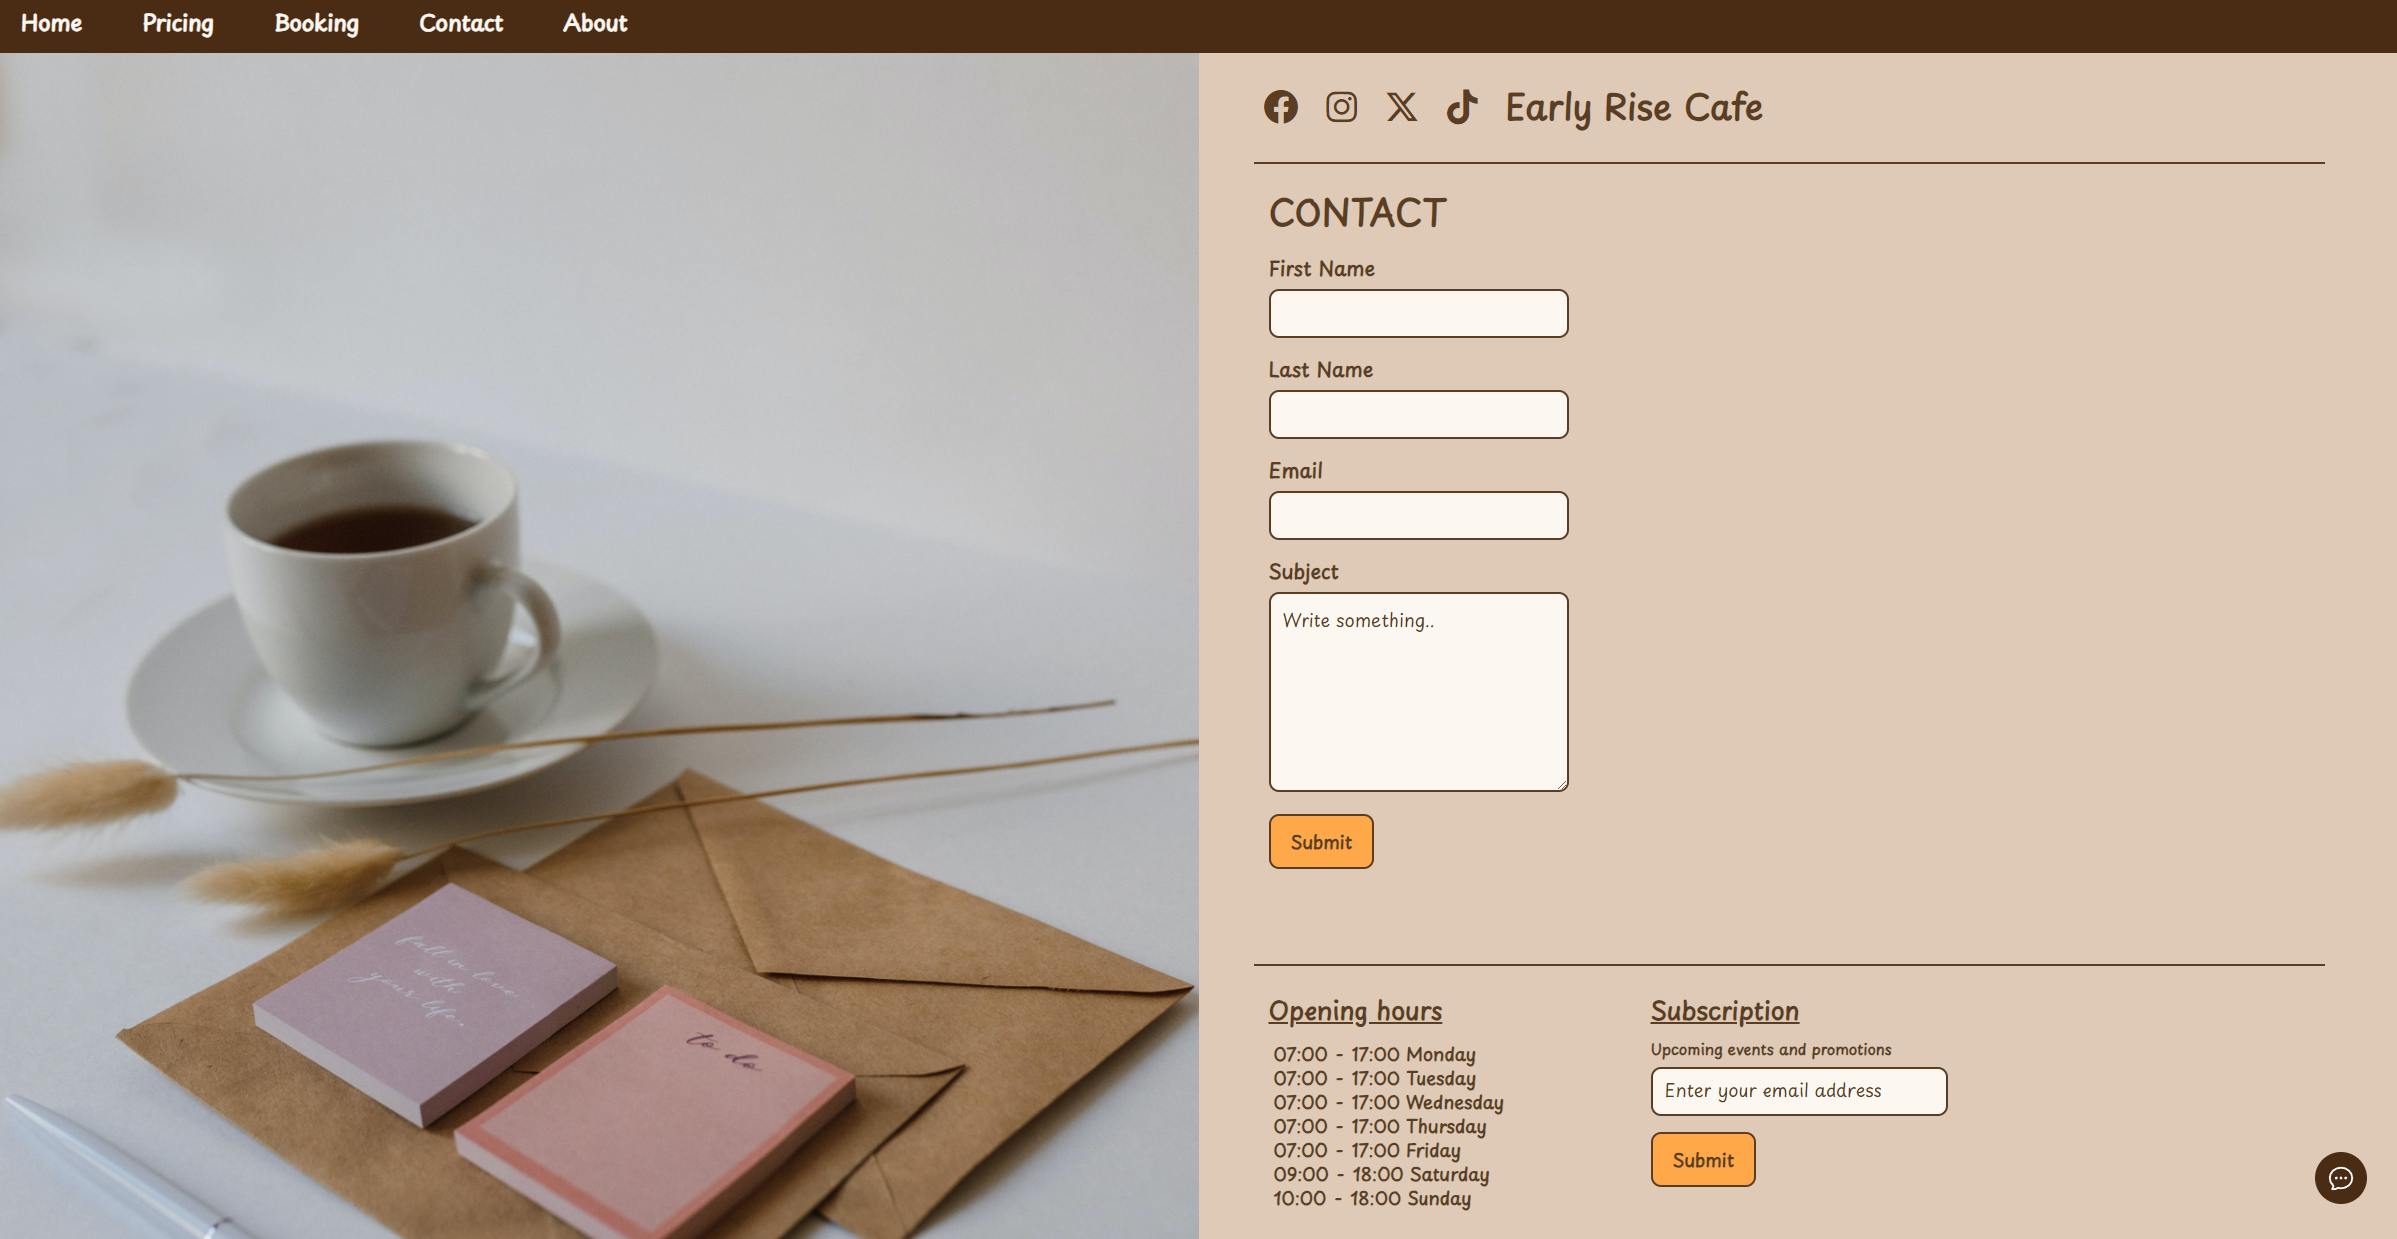 Home Pricing Booking Contact About
Early Rise Cafe
CONTACT
First Name
Last Name
Email
Subject
Write something..
Submit
Opening hours
07:00 - 17:00 Monday
07:00 - 17:00 Tuesday
07:00 - 17:00 Wednesday
07:00 - 17:00 Thursday
07:00 - 17:00 Friday
09:00 - 18:00 Saturday
10:00 - 18:00 Sunday
Subscription
Upcoming events and promotions
Enter your email address
Submit
fall in love
with
your life.
to do